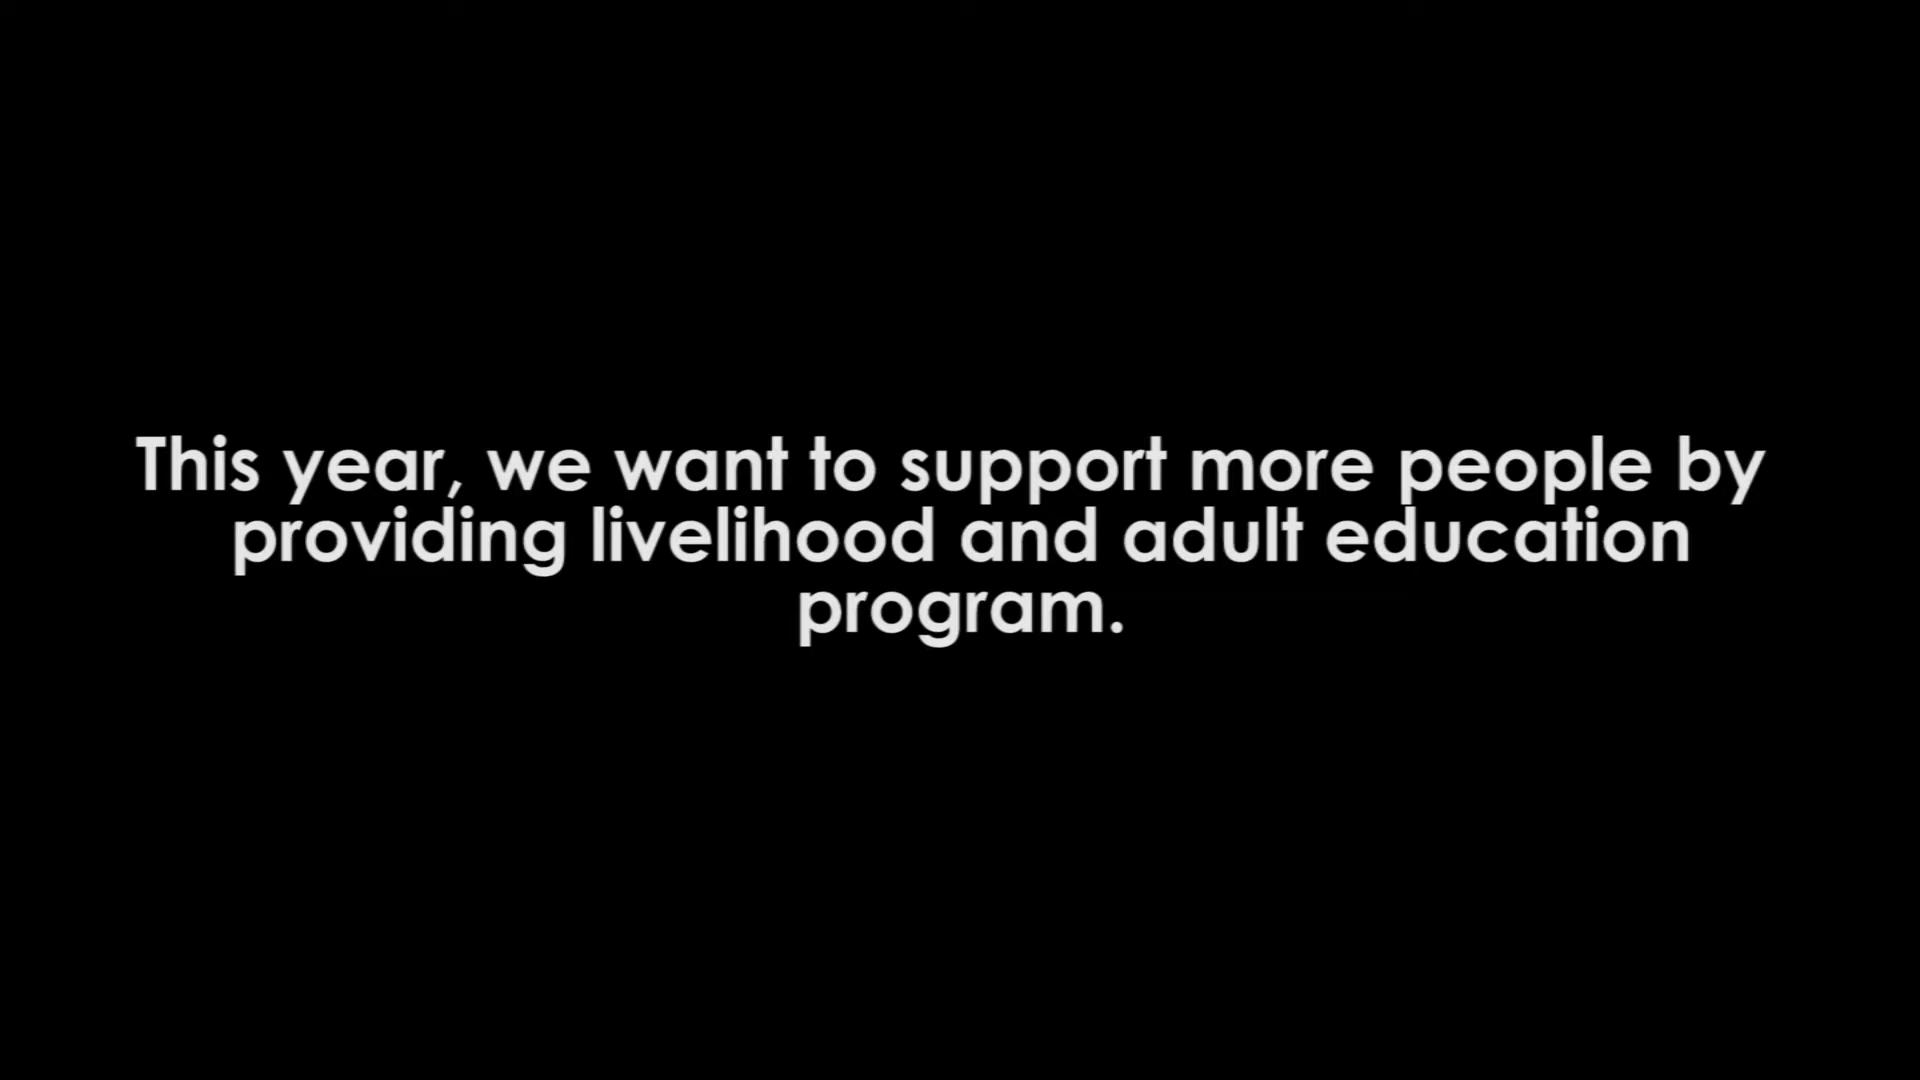 This year, we want to support more people by
providing livelihood and adult education
program.